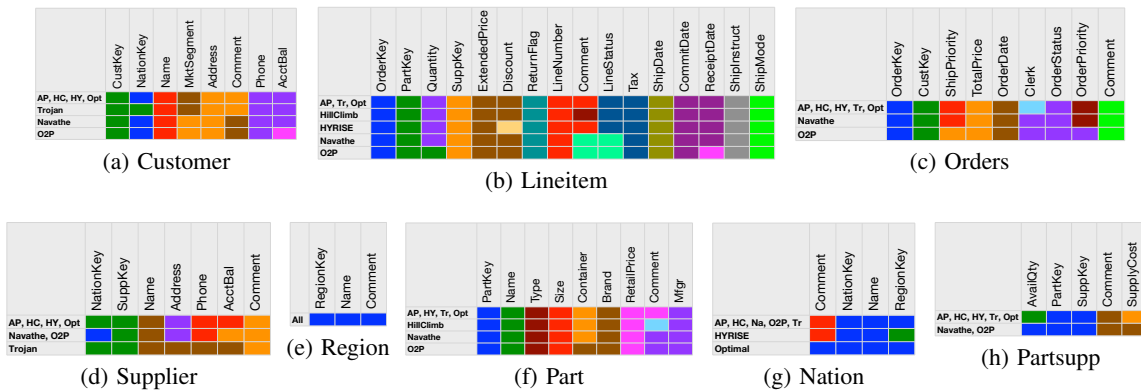 CustKey
NationKey
Name
MktSegment
Address
Comment
Phone
AcctBal
AP, HC, HY, Opt
Trojan
Navathe
O2P
(a) Customer
OrderKey
PartKey
Quantity
SuppKey
ExtendedPrice
Discount
ReturnFlag
LineNumber
Comment
LineStatus
Tax
ShipDate
CommitDate
ReceiptDate
ShipInstruct
ShipMode
AP, Tr, Opt
HillClimb
HYRISE
Navathe
O2P
(b) Lineitem
OrderKey
CustKey
ShipPriority
TotalPrice
OrderDate
Clerk
OrderStatus
OrderPriority
Comment
AP, HC, HY, Tr, Opt
Navathe
O2P
(c) Orders
NationKey
SuppKey
Name
Address
Phone
AcctBal
Comment
AP, HC, HY, Opt
Navathe, O2P
Trojan
(d) Supplier
RegionKey
Name
Comment
All
(e) Region
PartKey
Name
Type
Size
Container
Brand
RetailPrice
Comment
Mfgr
AP, HY, Tr, Opt
HillClimb
Navathe
O2P
(f) Part
Comment
NationKey
Name
RegionKey
AP, HC, Na, O2P, Tr
HYRISE
Optimal
(g) Nation
AvailQty
PartKey
SuppKey
Comment
SupplyCost
AP, HC, HY, Tr, Opt
Navathe, O2P
(h) Partsupp